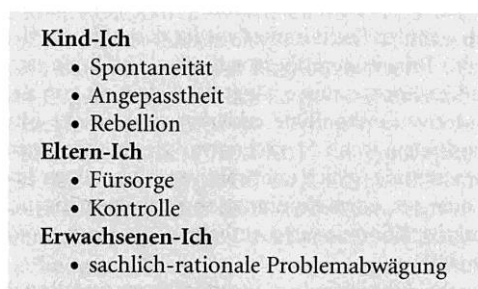 Kind-Ich
• Spontaneität
• Angepasstheit
• Rebellion
Eltern-Ich
• Fürsorge
• Kontrolle
Erwachsenen-Ich
• sachlich-rationale Problemabwägung